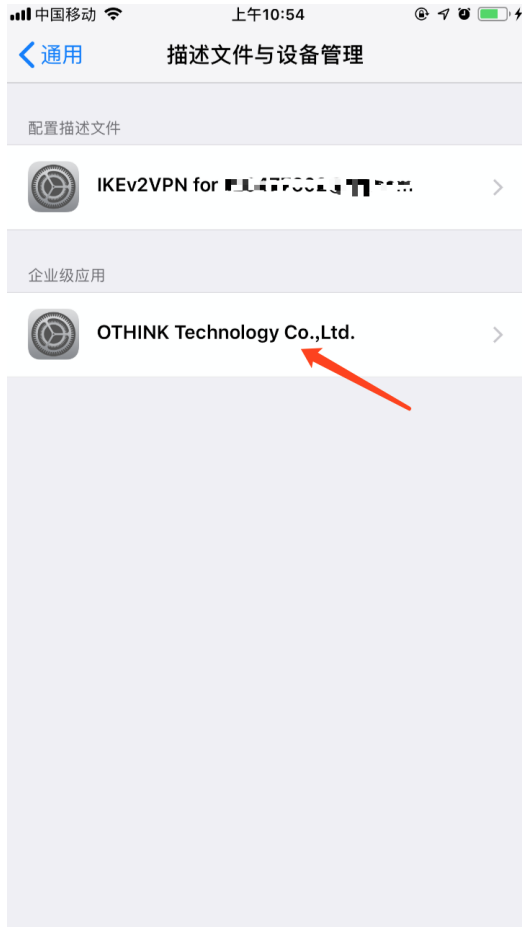 中国移动
上午10:54
通用
描述文件与设备管理
配置描述文件
IKEv2VPN for
企业级应用
OTHINK Technology Co.,Ltd.